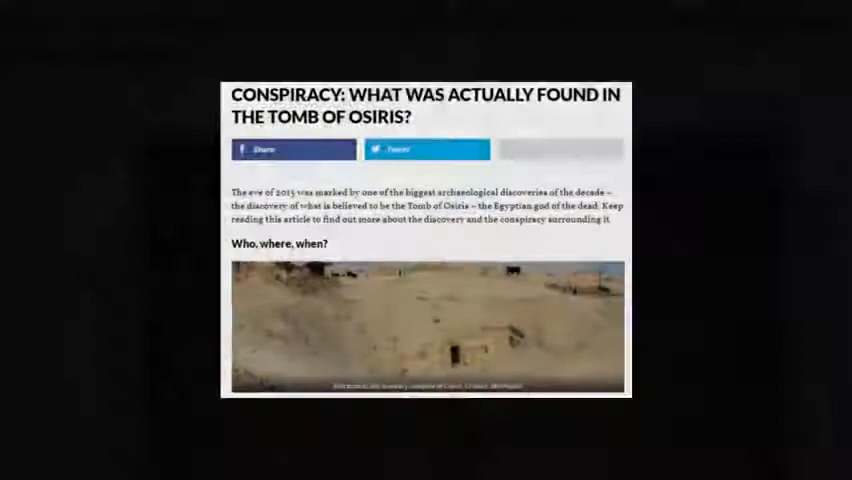 CONSPIRACY: WHAT WAS ACTUALLY FOUND IN
THE TOMB OF OSIRIS?
Share
Tweet
The eve of 2015 was marked by one of the biggest archaeological discoveries of the decade –
the discovery of what is believed to be the Tomb of Osiris – the Egyptian god of the dead. Keep
reading this article to find out more about the discovery and the conspiracy surrounding it.
Who, where, when?